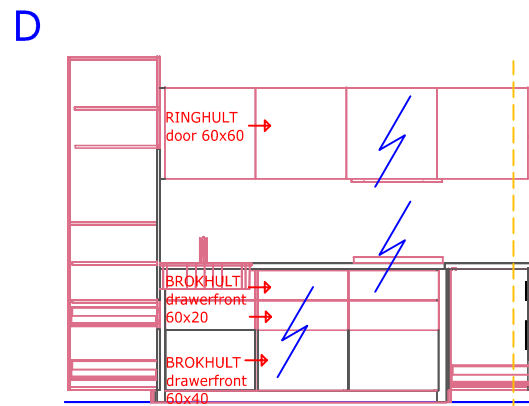 D
RINGHULT
door 60x60
BROKHULT
drawerfront
60x20
BROKHULT
drawerfront
60x40